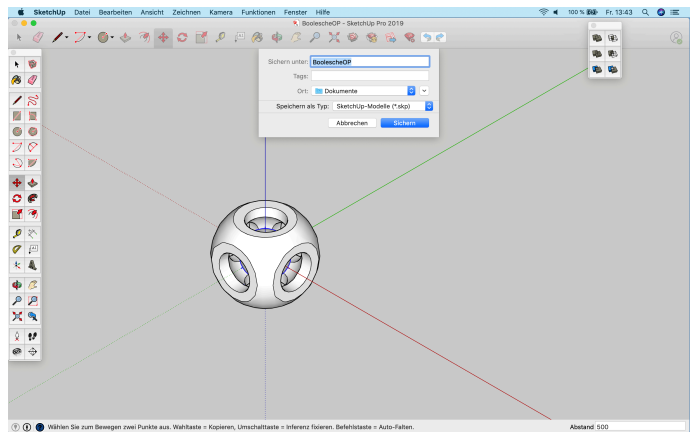 SketchUp Datei Bearbeiten Ansicht Zeichnen Kamera Funktionen Fenster Hilfe 100 % Fr. 13:43
BoolescheOP - SketchUp Pro 2019
Sichern unter: BoolescheOP
Tags:
Ort: Dokumente
Speichern als Typ: SketchUp-Modelle (*.skp)
Abbrechen Sichern
Wählen Sie zum Bewegen zwei Punkte aus. Wahltaste = Kopieren, Umschalttaste = Inferenz fixieren. Befehlstaste = Auto-Falten. Abstand 500